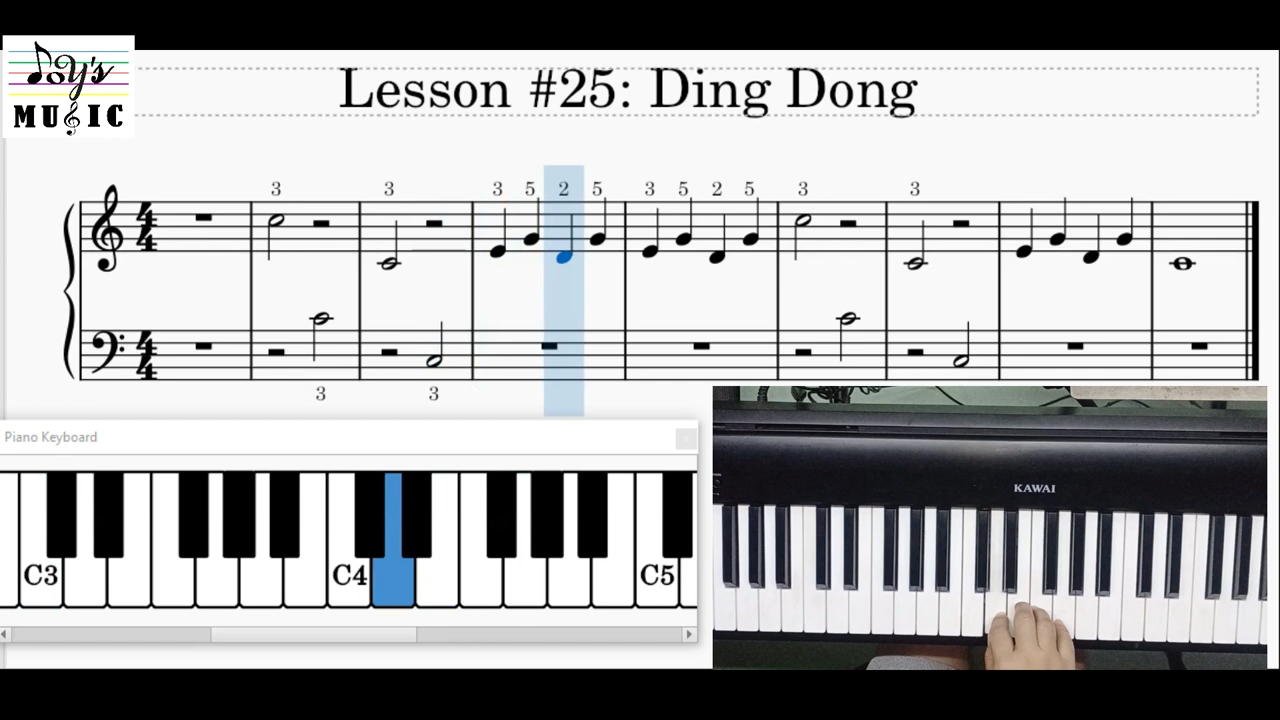 Joy's
MUSIC
Lesson #25: Ding Dong
3 3 3 5 2 5 3 5 2 5 3 3
4 4
4 4
3 3
Piano Keyboard
C3 C4 C5
KAWAI